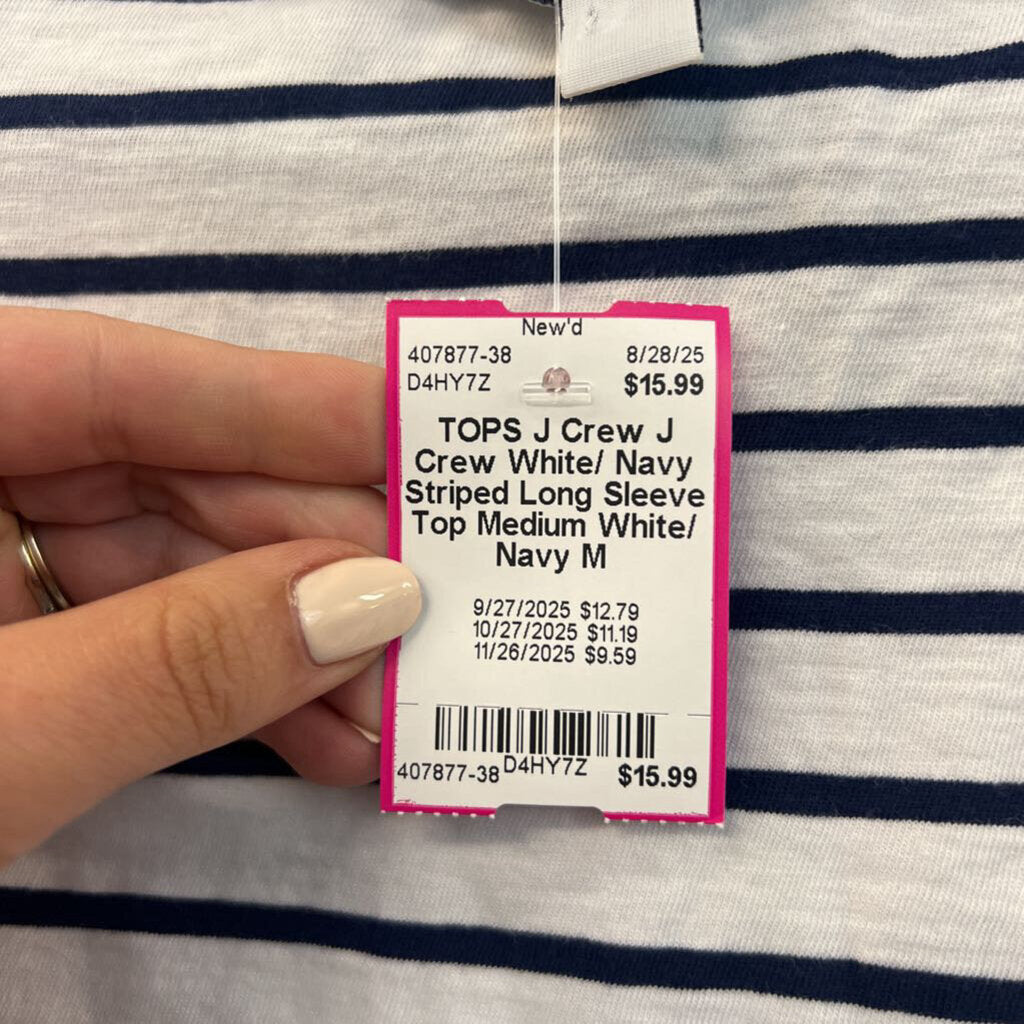 New'd
407877-38 8/28/25
D4HY7Z $15.99
TOPS J Crew J
Crew White/ Navy
Striped Long Sleeve
Top Medium White/
Navy M
9/27/2025 $12.79
10/27/2025 $11.19
11/26/2025 $9.59
407877-38 D4HY7Z $15.99